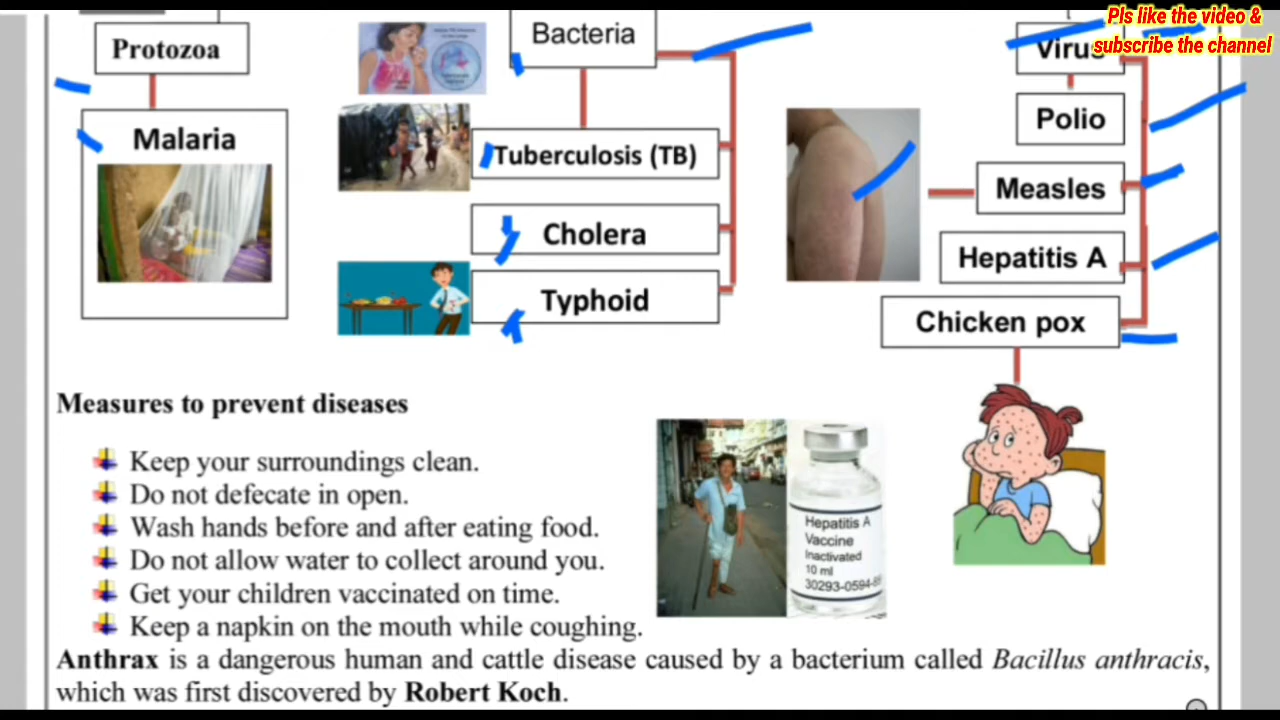 Pls like the video &
subscribe the channel
Protozoa
Bacteria
Virus
Malaria
Polio
Tuberculosis (TB)
Measles
Cholera
Hepatitis A
Typhoid
Chicken pox
Measures to prevent diseases
Keep your surroundings clean.
Do not defecate in open.
Wash hands before and after eating food.
Do not allow water to collect around you.
Get your children vaccinated on time.
Keep a napkin on the mouth while coughing.
Hepatitis A
Vaccine
Inactivated
10 ml
Anthrax is a dangerous human and cattle disease caused by a bacterium called Bacillus anthracis,
which was first discovered by Robert Koch.